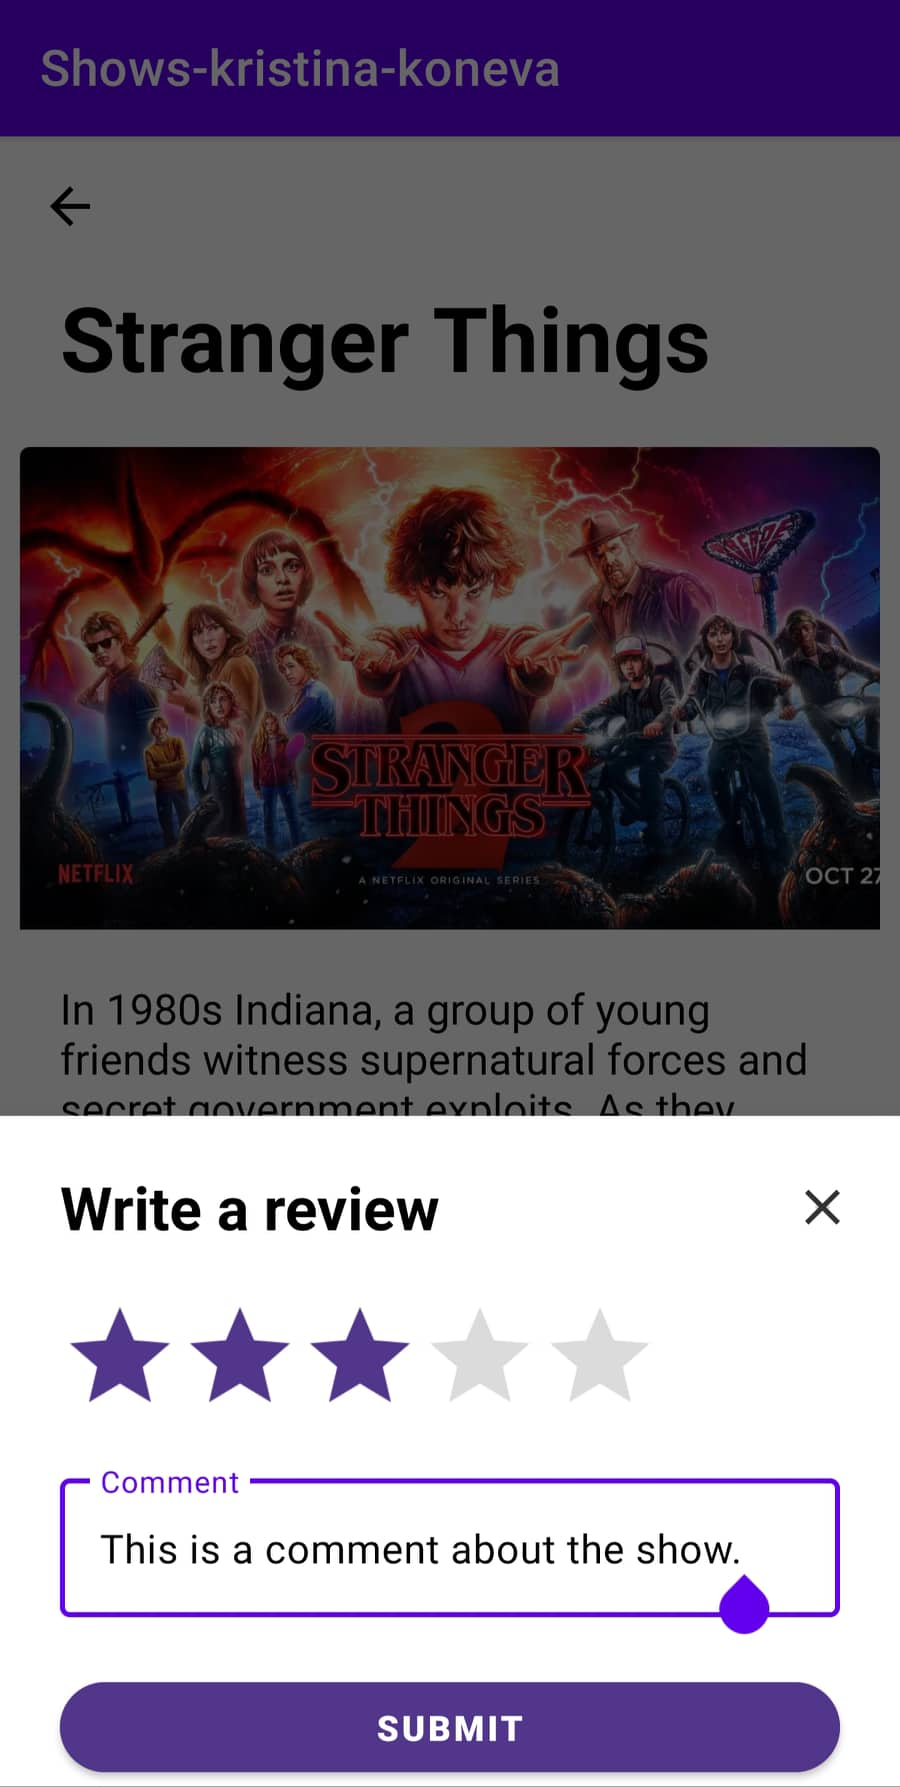 Shows-kristina-koneva
Stranger Things
2
STRANGER
THINGS
NETFLIX
A NETFLIX ORIGINAL SERIES
OCT 27
In 1980s Indiana, a group of young
friends witness supernatural forces and
secret government exploits. As they
Write a review
Comment
This is a comment about the show.
SUBMIT